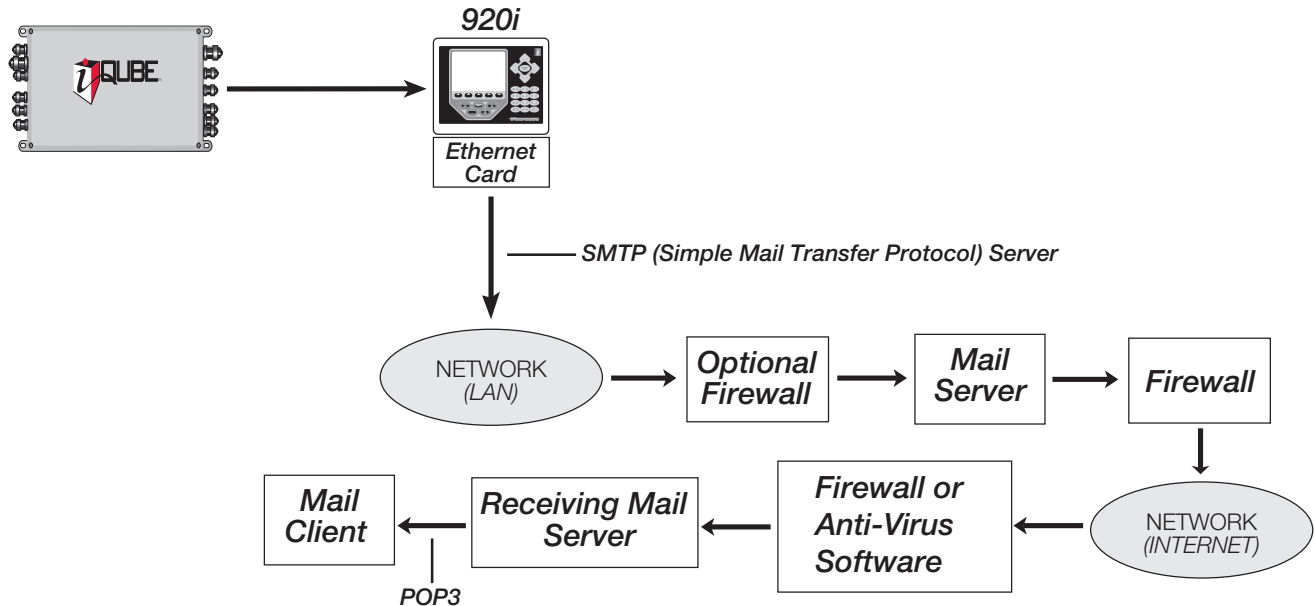 920i
iQUBE
Ethernet
Card
SMTP (Simple Mail Transfer Protocol) Server
NETWORK
(LAN)
Optional
Firewall
Mail
Server
Firewall
NETWORK
(INTERNET)
Firewall or
Anti-Virus
Software
Receiving Mail
Server
Mail
Client
POP3